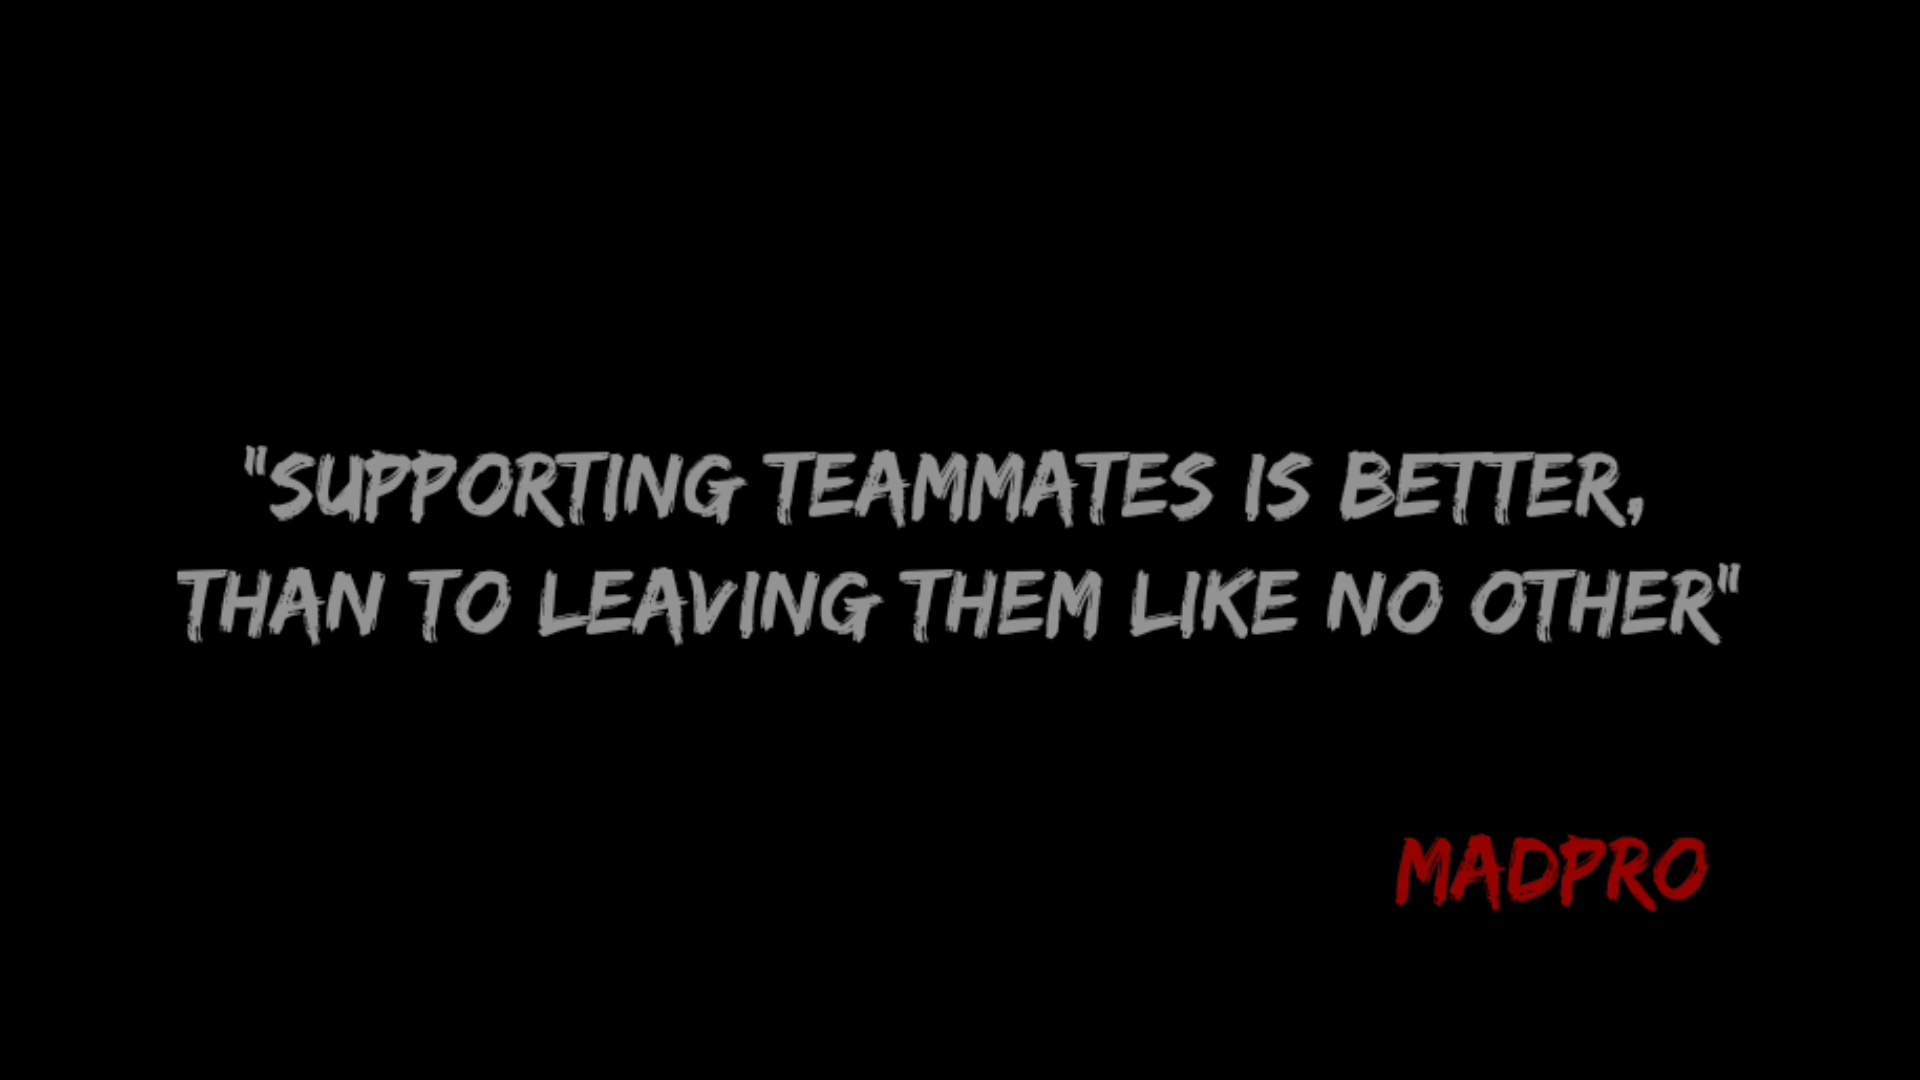 "SUPPORTING TEAMMATES IS BETTER,
THAN TO LEAVING THEM LIKE NO OTHER"
MADPRO